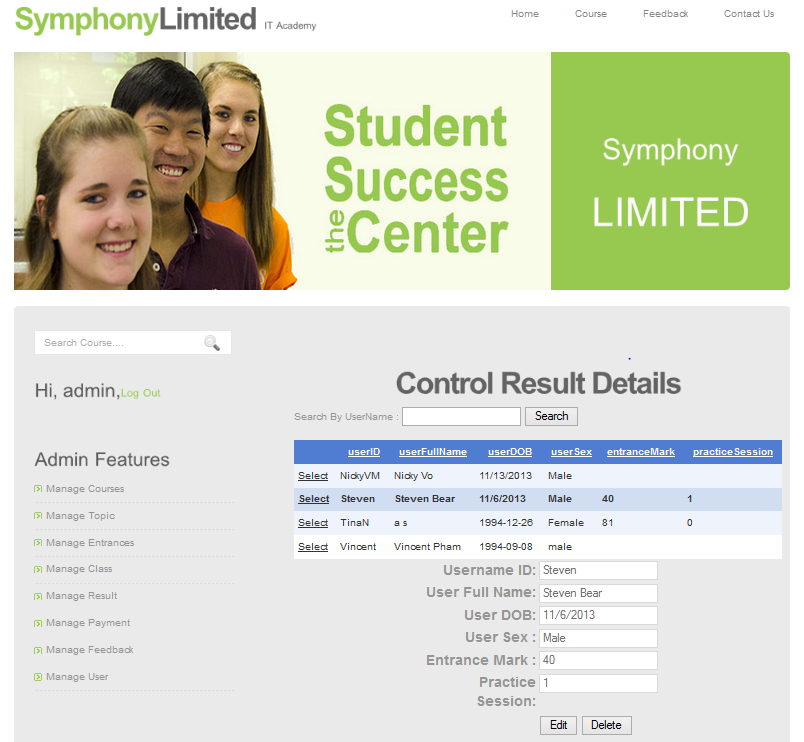 SymphonyLimited IT Academy
Home Course Feedback Contact Us
Student
Success
the Center
Symphony
LIMITED
Search Course....
Hi, admin,Log Out
Admin Features
Manage Courses
Manage Topic
Manage Entrances
Manage Class
Manage Result
Manage Payment
Manage Feedback
Manage User
Control Result Details
Search By UserName : Search
userID userFullName userDOB userSex entranceMark practiceSession
Select NickyVM Nicky Vo 11/13/2013 Male
Select Steven Steven Bear 11/6/2013 Male 40 1
Select TinaN a s 1994-12-26 Female 81 0
Select Vincent Vincent Pham 1994-09-08 male
Username ID: Steven
User Full Name: Steven Bear
User DOB: 11/6/2013
User Sex : Male
Entrance Mark : 40
Practice 1
Session:
Edit Delete